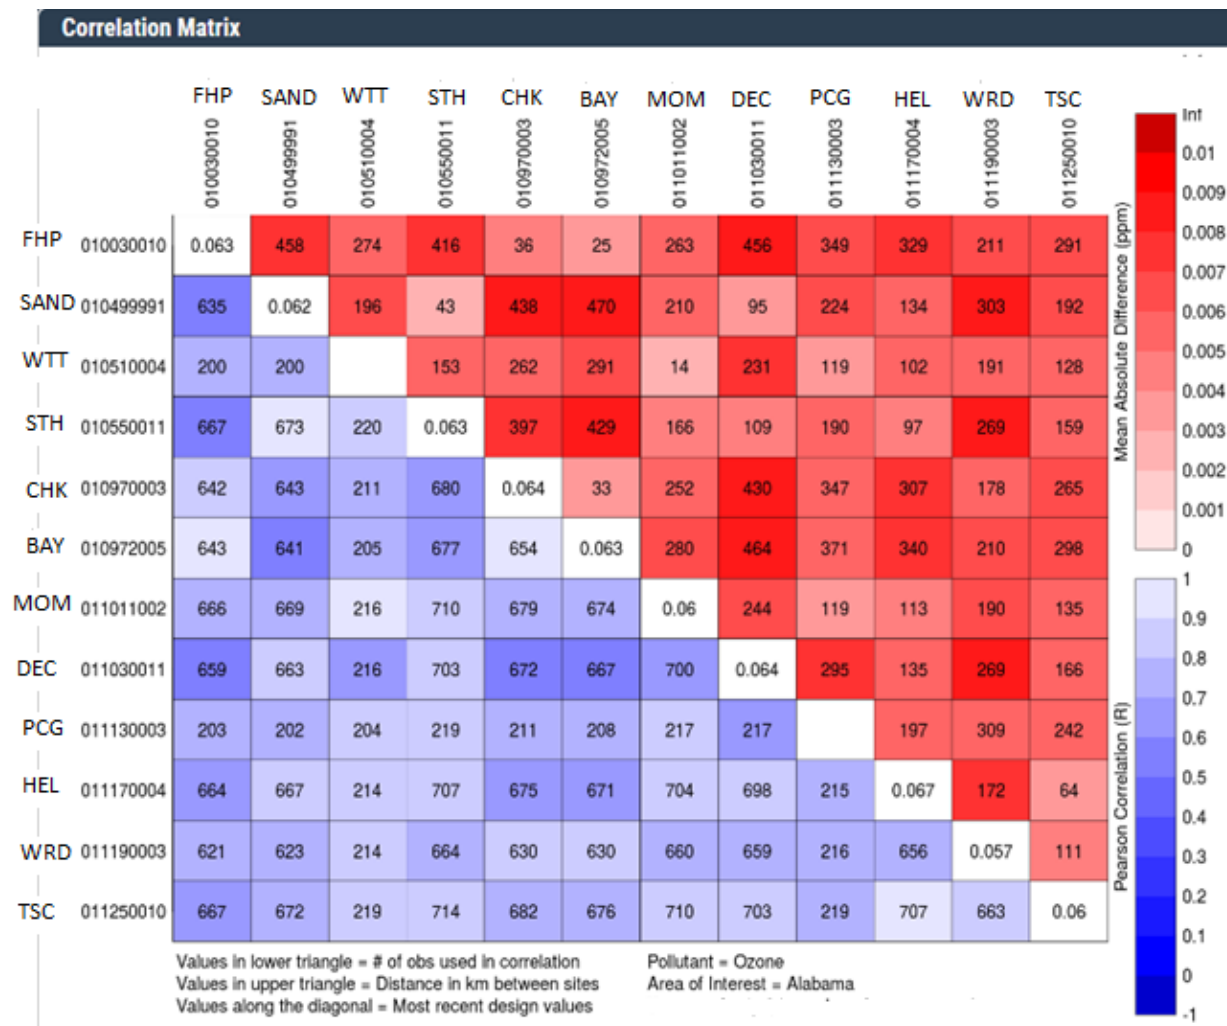 Correlation Matrix
FHP SAND WTT STH CHK BAY MOM DEC PCG HEL WRD TSC
010030010 010499991 010510004 010550011 010970003 010972005 011011002 011030011 011130003 011170004 011190003 011250010
FHP 010030010 0.063 458 274 416 36 25 263 456 349 329 211 291
SAND 010499991 635 0.062 196 43 438 470 210 95 224 134 303 192
WTT 010510004 200 200 153 262 291 14 231 119 102 191 128
STH 010550011 667 673 220 0.063 397 429 166 109 190 97 269 159
CHK 010970003 642 643 211 680 0.064 33 252 430 347 307 178 265
BAY 010972005 643 641 205 677 654 0.063 280 464 371 340 210 298
MOM 011011002 666 669 216 710 679 674 0.06 244 119 113 190 135
DEC 011030011 659 663 216 703 672 667 700 0.064 295 135 269 166
PCG 011130003 203 202 204 219 211 208 217 217 197 309 242
HEL 011170004 664 667 214 707 675 671 704 698 215 0.067 172 64
WRD 011190003 621 623 214 664 630 630 660 659 216 656 0.057 111
TSC 011250010 667 672 219 714 682 676 710 703 219 707 663 0.06
Mean Absolute Difference (ppm)
Inf
0.01
0.009
0.008
0.007
0.006
0.005
0.004
0.003
0.002
0.001
0
Pearson Correlation (R)
1
0.9
0.8
0.7
0.6
0.5
0.4
0.3
0.2
0.1
0
-1
Values in lower triangle = # of obs used in correlation
Values in upper triangle = Distance in km between sites
Values along the diagonal = Most recent design values
Pollutant = Ozone
Area of Interest = Alabama